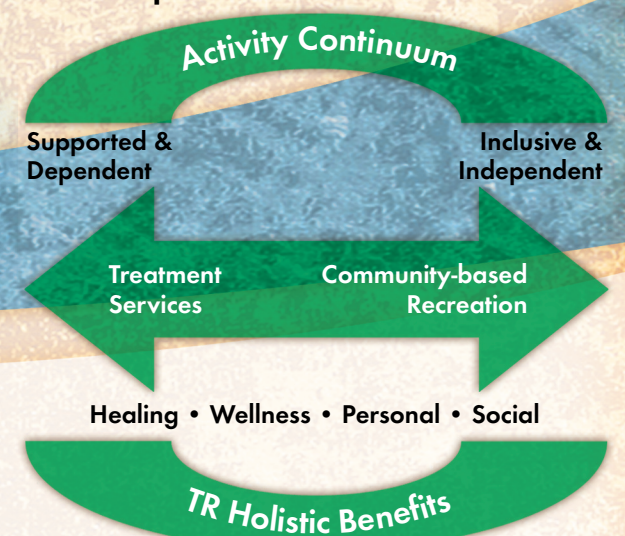 Activity Continuum
Supported &
Dependent
Inclusive &
Independent
Treatment
Services
Community-based
Recreation
Healing • Wellness • Personal • Social
TR Holistic Benefits